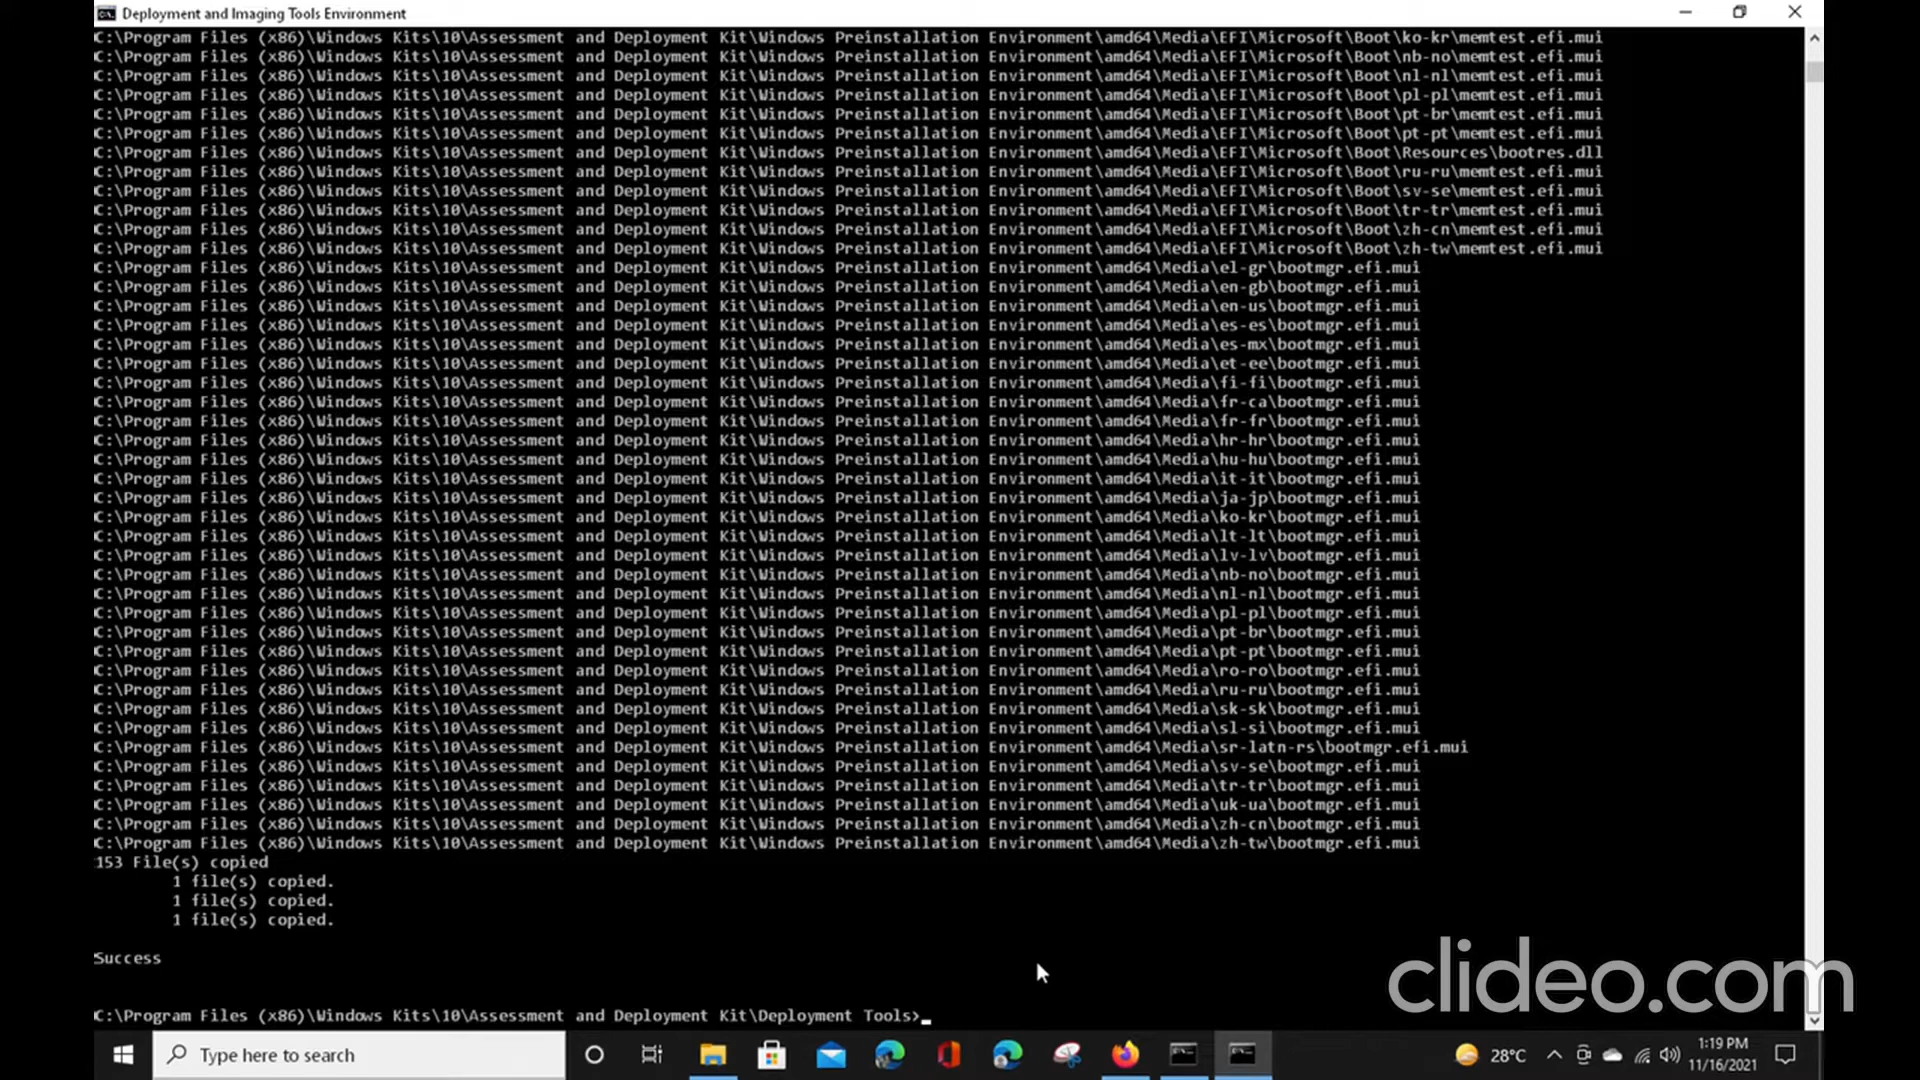 Deployment and Imaging Tools Environment
C:\Program Files (x86)\Windows Kits\10\Assessment and Deployment Kit\Windows Preinstallation Environment\amd64\Media\EFI\Microsoft\Boot\ko-kr\memtest.efi.mui
C:\Program Files (x86)\Windows Kits\10\Assessment and Deployment Kit\Windows Preinstallation Environment\amd64\Media\EFI\Microsoft\Boot\nb-no\memtest.efi.mui
C:\Program Files (x86)\Windows Kits\10\Assessment and Deployment Kit\Windows Preinstallation Environment\amd64\Media\EFI\Microsoft\Boot\nl-nl\memtest.efi.mui
C:\Program Files (x86)\Windows Kits\10\Assessment and Deployment Kit\Windows Preinstallation Environment\amd64\Media\EFI\Microsoft\Boot\pl-pl\memtest.efi.mui
C:\Program Files (x86)\Windows Kits\10\Assessment and Deployment Kit\Windows Preinstallation Environment\amd64\Media\EFI\Microsoft\Boot\pt-br\memtest.efi.mui
C:\Program Files (x86)\Windows Kits\10\Assessment and Deployment Kit\Windows Preinstallation Environment\amd64\Media\EFI\Microsoft\Boot\pt-pt\memtest.efi.mui
C:\Program Files (x86)\Windows Kits\10\Assessment and Deployment Kit\Windows Preinstallation Environment\amd64\Media\EFI\Microsoft\Boot\Resources\bootres.dll
C:\Program Files (x86)\Windows Kits\10\Assessment and Deployment Kit\Windows Preinstallation Environment\amd64\Media\EFI\Microsoft\Boot\ru-ru\memtest.efi.mui
C:\Program Files (x86)\Windows Kits\10\Assessment and Deployment Kit\Windows Preinstallation Environment\amd64\Media\EFI\Microsoft\Boot\sv-se\memtest.efi.mui
C:\Program Files (x86)\Windows Kits\10\Assessment and Deployment Kit\Windows Preinstallation Environment\amd64\Media\EFI\Microsoft\Boot\tr-tr\memtest.efi.mui
C:\Program Files (x86)\Windows Kits\10\Assessment and Deployment Kit\Windows Preinstallation Environment\amd64\Media\EFI\Microsoft\Boot\zh-cn\memtest.efi.mui
C:\Program Files (x86)\Windows Kits\10\Assessment and Deployment Kit\Windows Preinstallation Environment\amd64\Media\EFI\Microsoft\Boot\zh-tw\memtest.efi.mui
C:\Program Files (x86)\Windows Kits\10\Assessment and Deployment Kit\Windows Preinstallation Environment\amd64\Media\el-gr\bootmgr.efi.mui
C:\Program Files (x86)\Windows Kits\10\Assessment and Deployment Kit\Windows Preinstallation Environment\amd64\Media\en-gb\bootmgr.efi.mui
C:\Program Files (x86)\Windows Kits\10\Assessment and Deployment Kit\Windows Preinstallation Environment\amd64\Media\en-us\bootmgr.efi.mui
C:\Program Files (x86)\Windows Kits\10\Assessment and Deployment Kit\Windows Preinstallation Environment\amd64\Media\es-es\bootmgr.efi.mui
C:\Program Files (x86)\Windows Kits\10\Assessment and Deployment Kit\Windows Preinstallation Environment\amd64\Media\es-mx\bootmgr.efi.mui
C:\Program Files (x86)\Windows Kits\10\Assessment and Deployment Kit\Windows Preinstallation Environment\amd64\Media\et-ee\bootmgr.efi.mui
C:\Program Files (x86)\Windows Kits\10\Assessment and Deployment Kit\Windows Preinstallation Environment\amd64\Media\fi-fi\bootmgr.efi.mui
C:\Program Files (x86)\Windows Kits\10\Assessment and Deployment Kit\Windows Preinstallation Environment\amd64\Media\fr-ca\bootmgr.efi.mui
C:\Program Files (x86)\Windows Kits\10\Assessment and Deployment Kit\Windows Preinstallation Environment\amd64\Media\fr-fr\bootmgr.efi.mui
C:\Program Files (x86)\Windows Kits\10\Assessment and Deployment Kit\Windows Preinstallation Environment\amd64\Media\hr-hr\bootmgr.efi.mui
C:\Program Files (x86)\Windows Kits\10\Assessment and Deployment Kit\Windows Preinstallation Environment\amd64\Media\hu-hu\bootmgr.efi.mui
C:\Program Files (x86)\Windows Kits\10\Assessment and Deployment Kit\Windows Preinstallation Environment\amd64\Media\it-it\bootmgr.efi.mui
C:\Program Files (x86)\Windows Kits\10\Assessment and Deployment Kit\Windows Preinstallation Environment\amd64\Media\ja-jp\bootmgr.efi.mui
C:\Program Files (x86)\Windows Kits\10\Assessment and Deployment Kit\Windows Preinstallation Environment\amd64\Media\ko-kr\bootmgr.efi.mui
C:\Program Files (x86)\Windows Kits\10\Assessment and Deployment Kit\Windows Preinstallation Environment\amd64\Media\lt-lt\bootmgr.efi.mui
C:\Program Files (x86)\Windows Kits\10\Assessment and Deployment Kit\Windows Preinstallation Environment\amd64\Media\lv-lv\bootmgr.efi.mui
C:\Program Files (x86)\Windows Kits\10\Assessment and Deployment Kit\Windows Preinstallation Environment\amd64\Media\nb-no\bootmgr.efi.mui
C:\Program Files (x86)\Windows Kits\10\Assessment and Deployment Kit\Windows Preinstallation Environment\amd64\Media\nl-nl\bootmgr.efi.mui
C:\Program Files (x86)\Windows Kits\10\Assessment and Deployment Kit\Windows Preinstallation Environment\amd64\Media\pl-pl\bootmgr.efi.mui
C:\Program Files (x86)\Windows Kits\10\Assessment and Deployment Kit\Windows Preinstallation Environment\amd64\Media\pt-br\bootmgr.efi.mui
C:\Program Files (x86)\Windows Kits\10\Assessment and Deployment Kit\Windows Preinstallation Environment\amd64\Media\pt-pt\bootmgr.efi.mui
C:\Program Files (x86)\Windows Kits\10\Assessment and Deployment Kit\Windows Preinstallation Environment\amd64\Media\ro-ro\bootmgr.efi.mui
C:\Program Files (x86)\Windows Kits\10\Assessment and Deployment Kit\Windows Preinstallation Environment\amd64\Media\ru-ru\bootmgr.efi.mui
C:\Program Files (x86)\Windows Kits\10\Assessment and Deployment Kit\Windows Preinstallation Environment\amd64\Media\sk-sk\bootmgr.efi.mui
C:\Program Files (x86)\Windows Kits\10\Assessment and Deployment Kit\Windows Preinstallation Environment\amd64\Media\sl-si\bootmgr.efi.mui
C:\Program Files (x86)\Windows Kits\10\Assessment and Deployment Kit\Windows Preinstallation Environment\amd64\Media\sr-latn-rs\bootmgr.efi.mui
C:\Program Files (x86)\Windows Kits\10\Assessment and Deployment Kit\Windows Preinstallation Environment\amd64\Media\sv-se\bootmgr.efi.mui
C:\Program Files (x86)\Windows Kits\10\Assessment and Deployment Kit\Windows Preinstallation Environment\amd64\Media\tr-tr\bootmgr.efi.mui
C:\Program Files (x86)\Windows Kits\10\Assessment and Deployment Kit\Windows Preinstallation Environment\amd64\Media\uk-ua\bootmgr.efi.mui
C:\Program Files (x86)\Windows Kits\10\Assessment and Deployment Kit\Windows Preinstallation Environment\amd64\Media\zh-cn\bootmgr.efi.mui
C:\Program Files (x86)\Windows Kits\10\Assessment and Deployment Kit\Windows Preinstallation Environment\amd64\Media\zh-tw\bootmgr.efi.mui
153 File(s) copied
1 file(s) copied.
1 file(s) copied.
1 file(s) copied.
Success
clideo.com
C:\Program Files (x86)\Windows Kits\10\Assessment and Deployment Kit\Deployment Tools>_
Type here to search
28°C
1:19 PM
11/16/2021